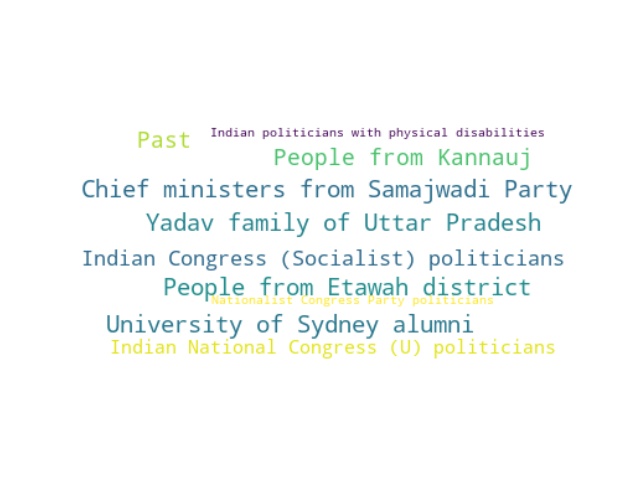 Indian politicians with physical disabilities
Past
People from Kannauj
Chief ministers from Samajwadi Party
Yadav family of Uttar Pradesh
Indian Congress (Socialist) politicians
People from Etawah district
Nationalist Congress Party politicians
University of Sydney alumni
Indian National Congress (U) politicians